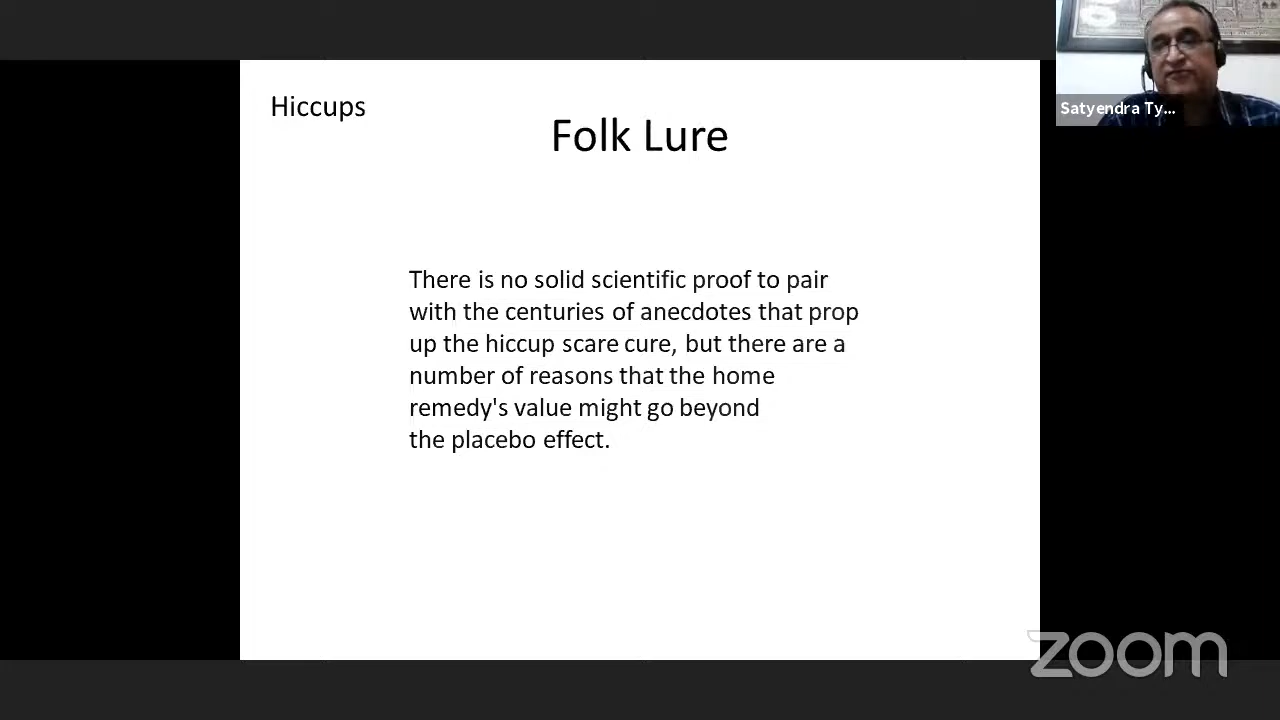 Hiccups
Folk Lure
There is no solid scientific proof to pair
with the centuries of anecdotes that prop
up the hiccup scare cure, but there are a
number of reasons that the home
remedy's value might go beyond
the placebo effect.
Satyendra Ty...
zoom